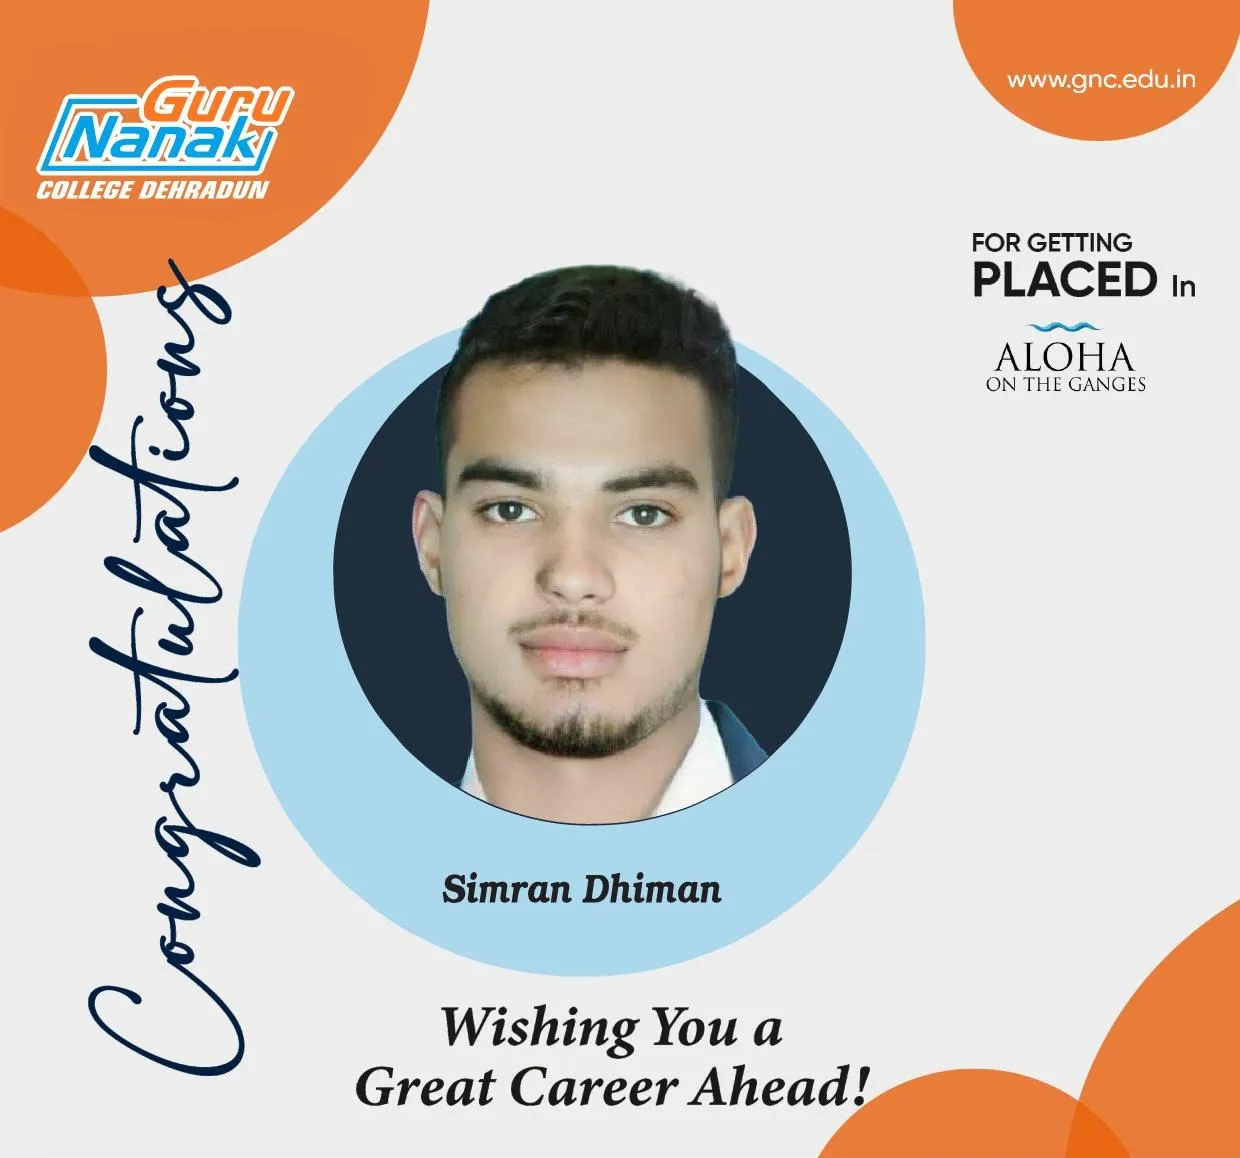 Guru
Nanak
COLLEGE DEHRADUN
www.gnc.edu.in
Congratulations
FOR GETTING
PLACED In
ALOHA
ON THE GANGES
Simran Dhiman
Wishing You a
Great Career Ahead!